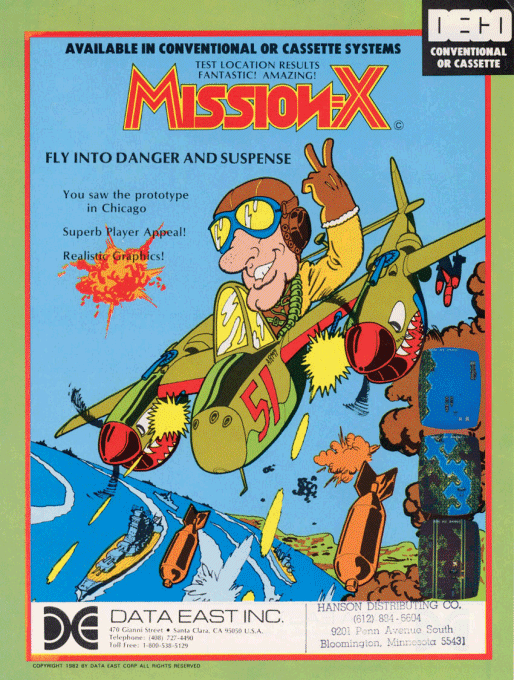 DECO
CONVENTIONAL
OR CASSETTE
AVAILABLE IN CONVENTIONAL OR CASSETTE SYSTEMS
TEST LOCATION RESULTS
FANTASTIC! AMAZING!
MISSION-X ©
FLY INTO DANGER AND SUSPENSE
You saw the prototype
in Chicago
Superb Player Appeal!
Realistic Graphics!
51
DE
DATA EAST INC.
470 Gianni Street • Santa Clara, CA 95050 U.S.A.
Telephone: (408) 727-4490
Toll Free: 1-800-538-5129
HANSON DISTRIBUTING CO.
(612) 884-6604
9201 Penn Avenue South
Bloomington, Minnesota 55431
COPYRIGHT 1983 BY DATA EAST CORP ALL RIGHTS RESERVED